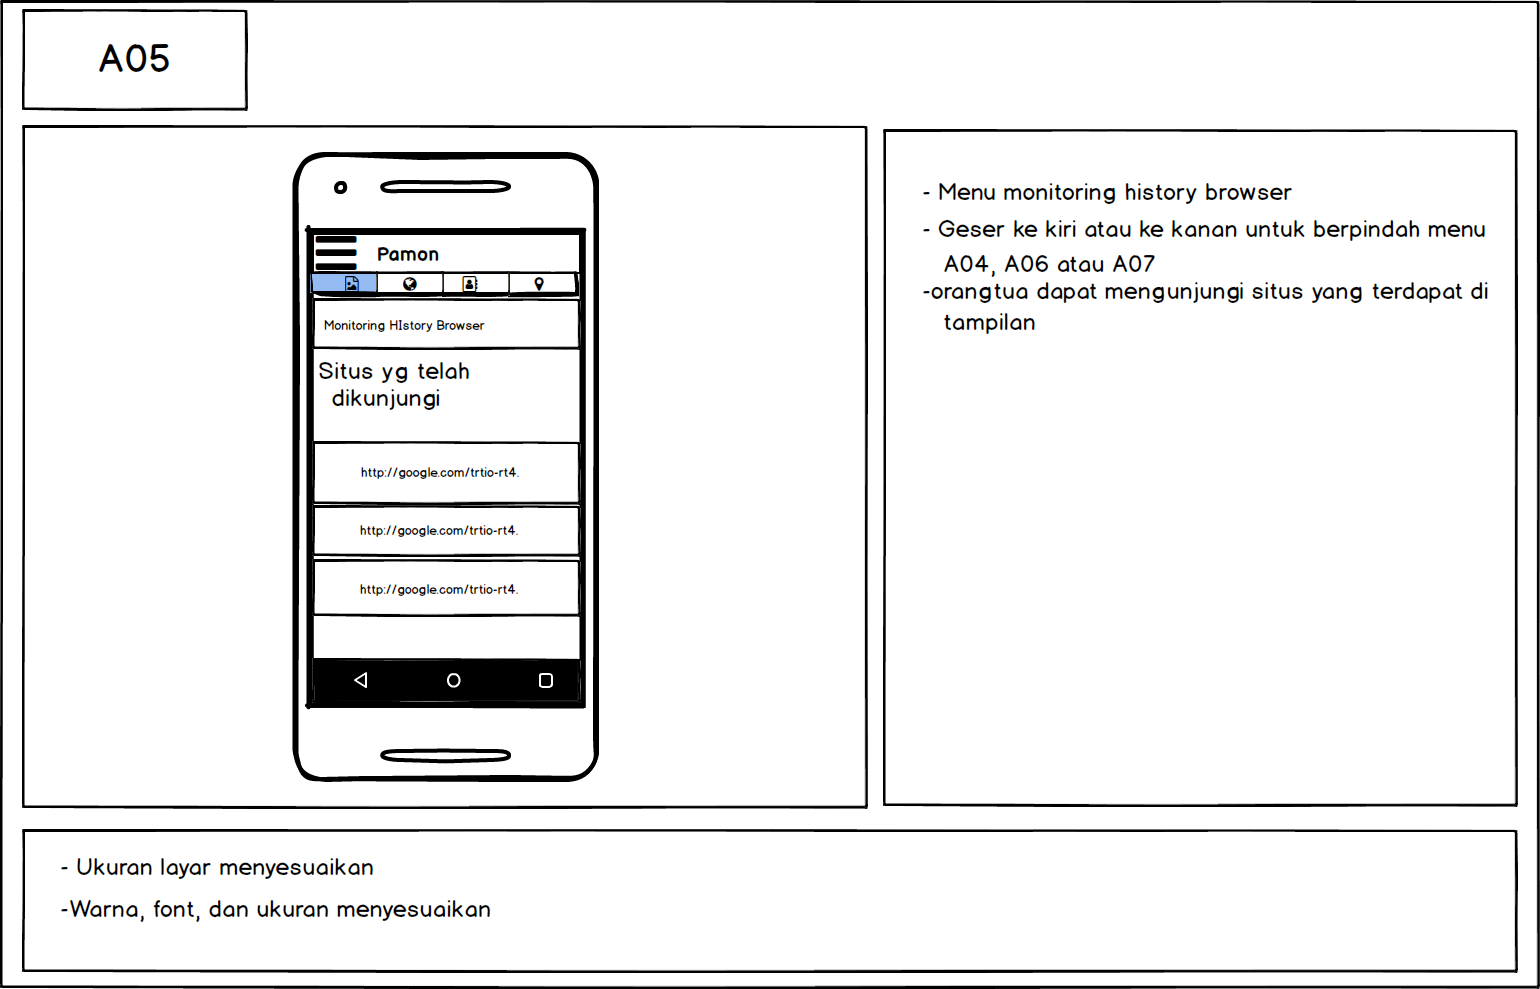 A05
Pamon
Monitoring HIstory Browser
Situs yg telah
dikunjungi
http://google.com/trtio-rt4.
http://google.com/trtio-rt4.
http://google.com/trtio-rt4.
- Menu monitoring history browser
- Geser ke kiri atau ke kanan untuk berpindah menu
A04, A06 atau A07
-orangtua dapat mengunjungi situs yang terdapat di
tampilan
- Ukuran layar menyesuaikan
-Warna, font, dan ukuran menyesuaikan